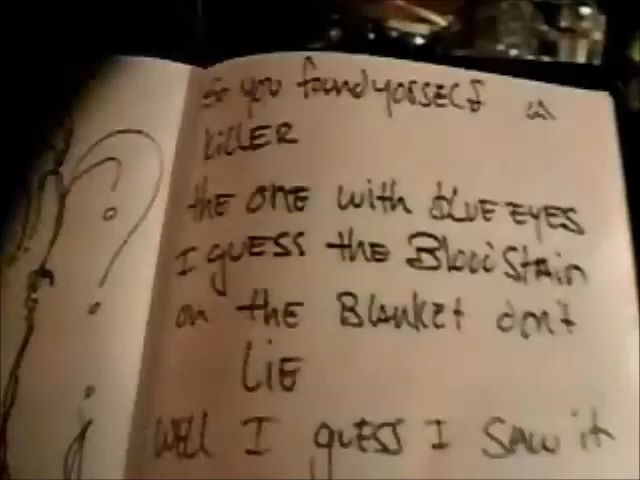 So you found yorself a
killer
the one with blue eyes
I guess the Blood Stain
on the Blanket don't
Lie
Well I guess I saw it